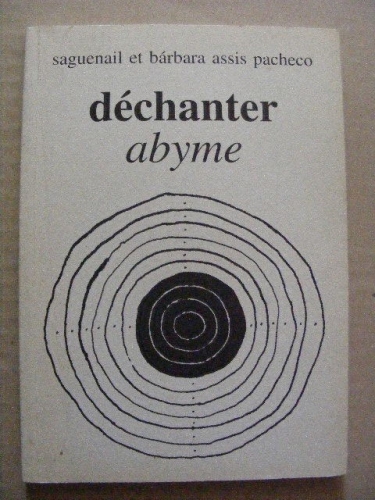 saguenail et bárbara assis pacheco
déchanter
abyme